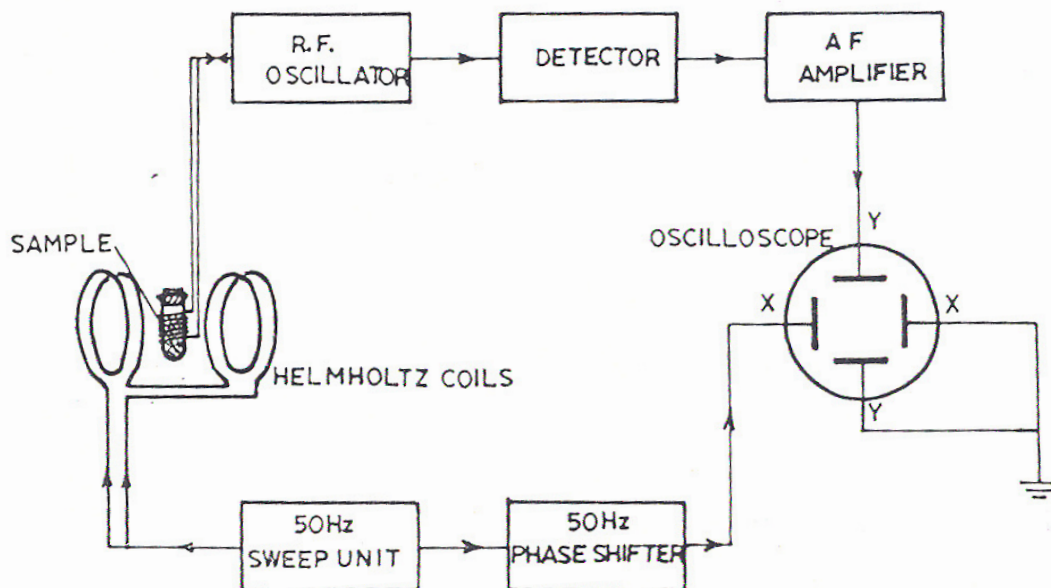 R.F.
OSCILLATOR
DETECTOR
A F
AMPLIFIER
SAMPLE
OSCILLOSCOPE
Y
X
X
HELMHOLTZ COILS
Y
50Hz
SWEEP UNIT
50Hz
PHASE SHIFTER